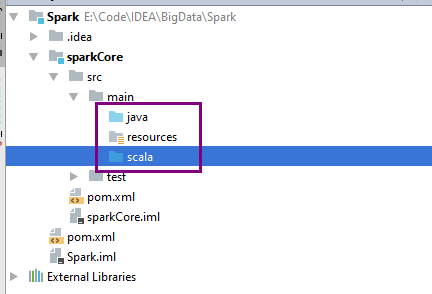 Spark E:\Code\IDEA\BigData\Spark
.idea
sparkCore
src
main
java
resources
scala
test
pom.xml
sparkCore.iml
pom.xml
Spark.iml
External Libraries